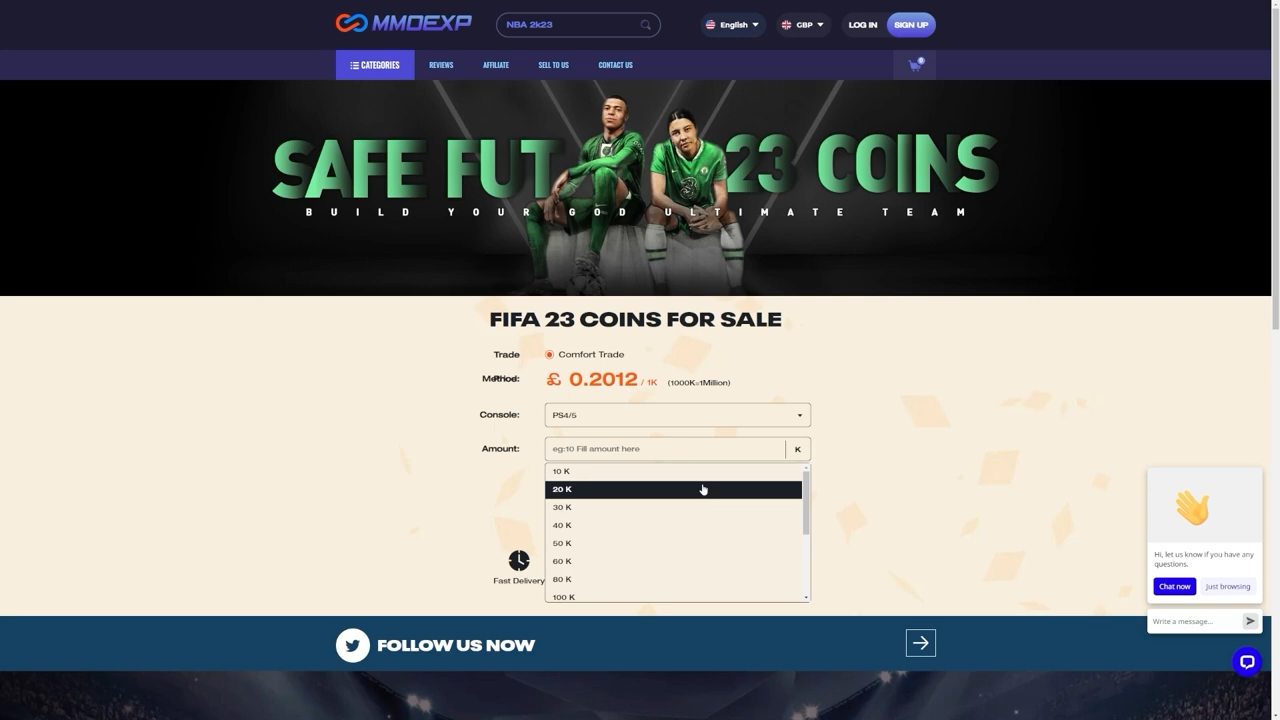 MMOEXP
NBA 2k23
English
GBP
LOG IN
SIGN UP
CATEGORIES
REVIEWS
AFFILIATE
SELL TO US
CONTACT US
0
SAFE FUT 23 COINS
BUILD YOUR GOD ULTIMATE TEAM
FIFA 23 COINS FOR SALE
Trade
Comfort Trade
Method:
£ 0.2012 / 1K (1000K=1Million)
Console:
PS4/5
Amount:
eg:10 Fill amount here
K
10 K
20 K
30 K
40 K
50 K
60 K
80 K
100 K
Fast Delivery
Hi, let us know if you have any
questions.
Chat now
Just browsing
Write a message...
FOLLOW US NOW